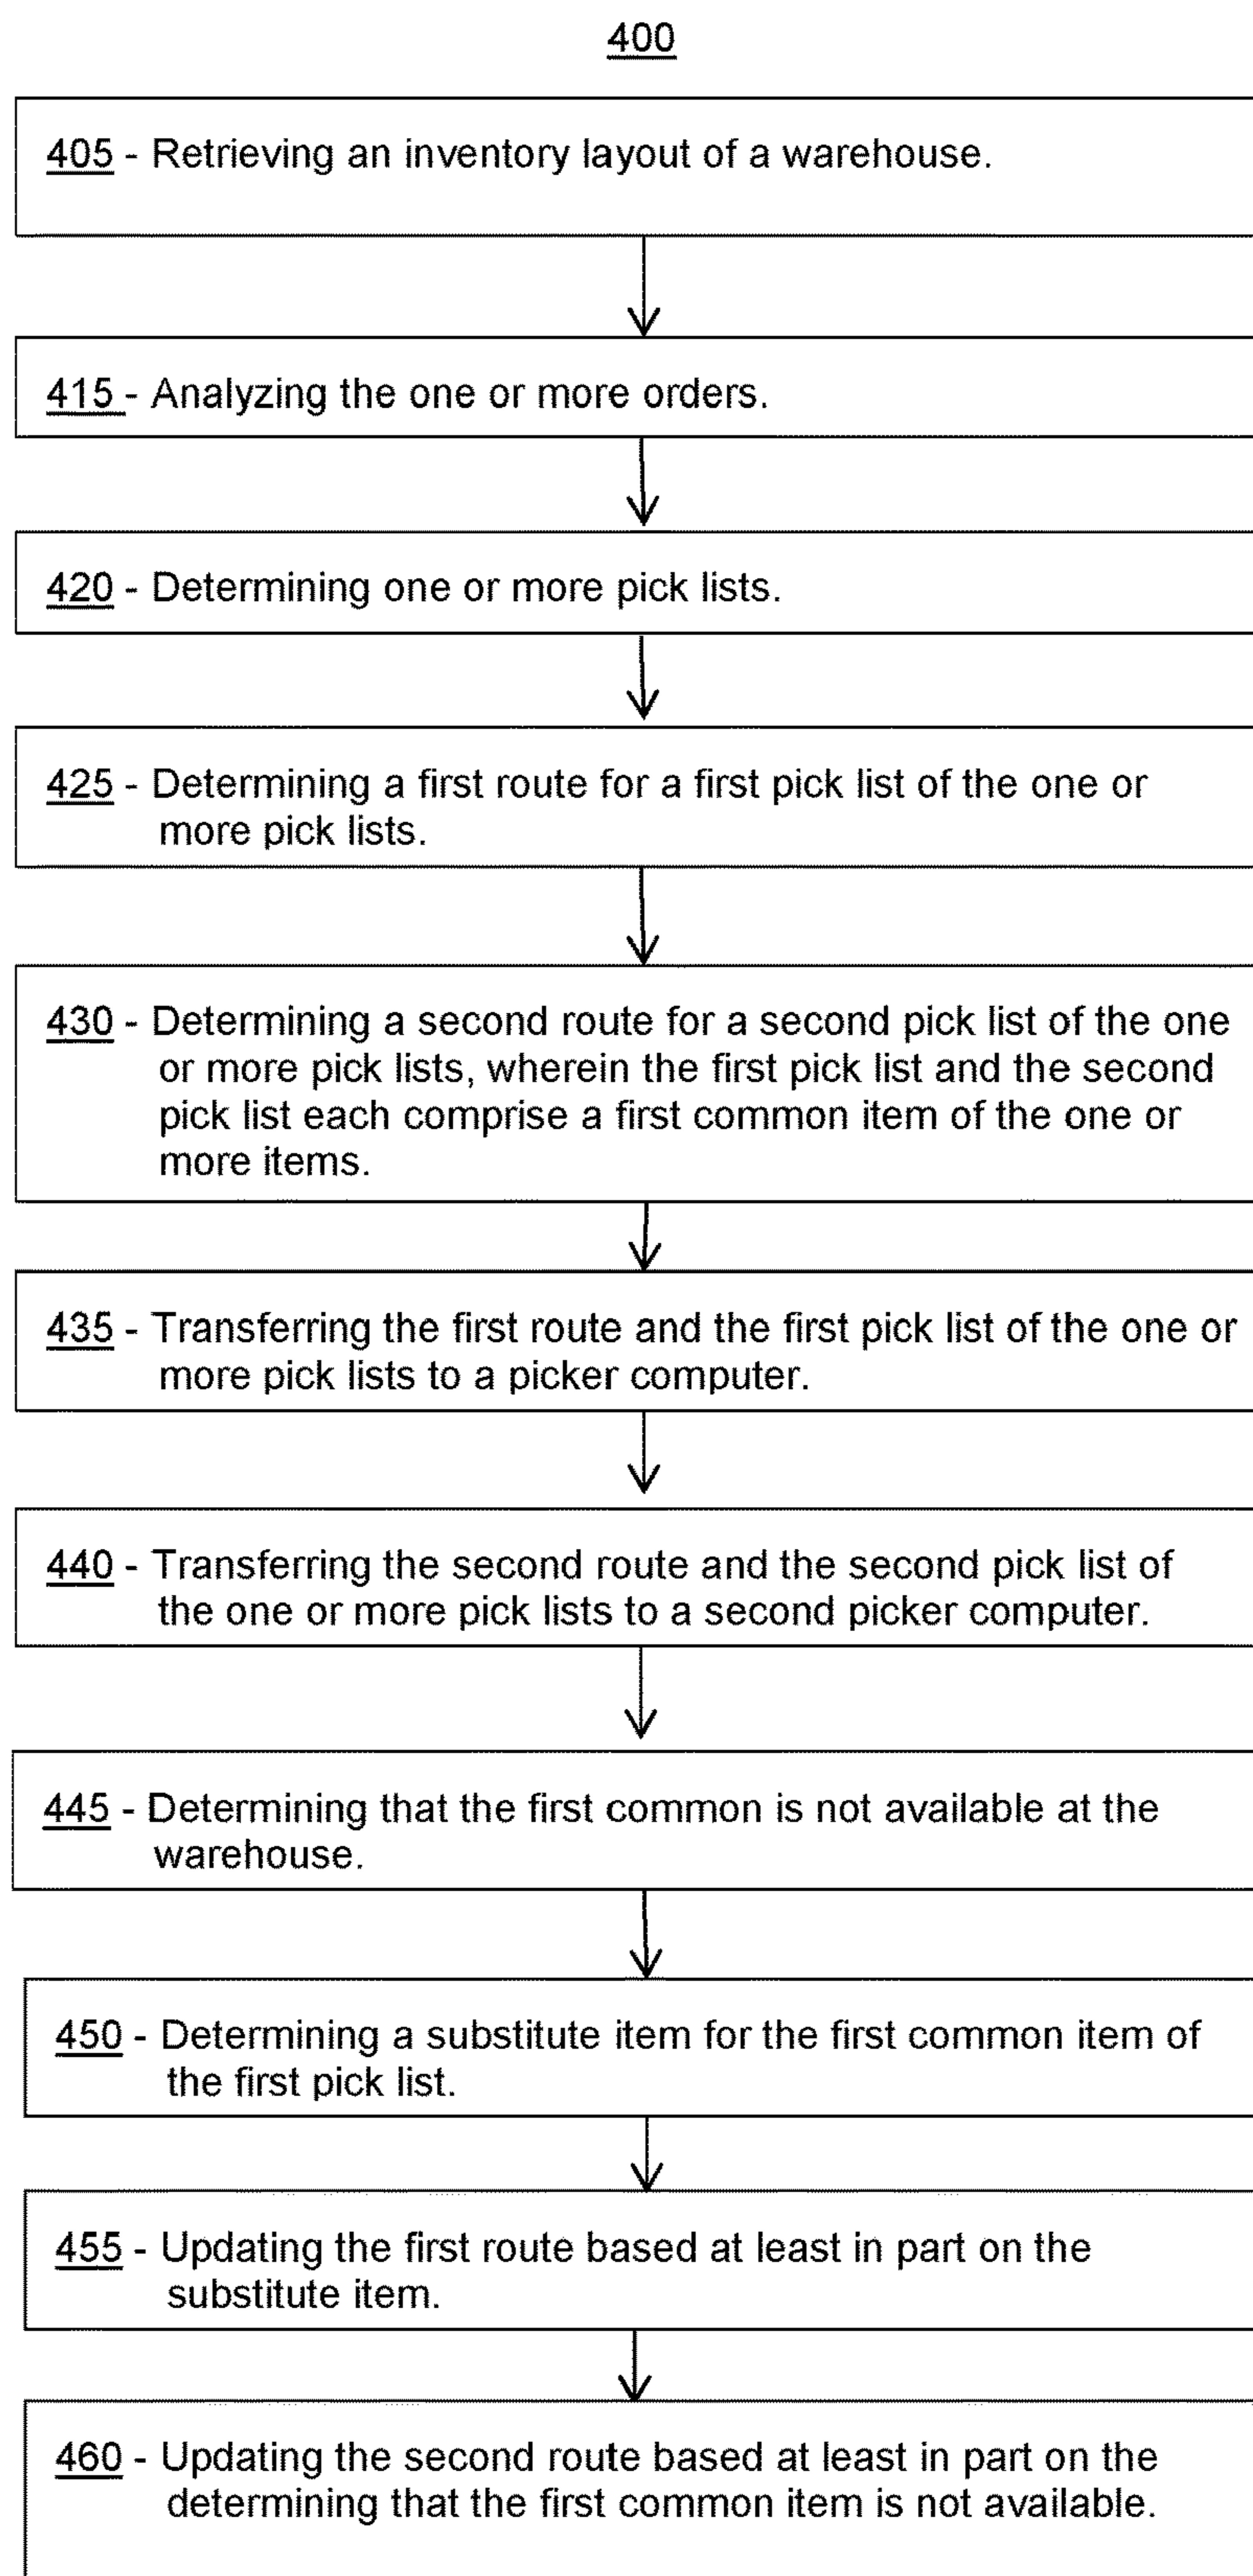 400
405 - Retrieving an inventory layout of a warehouse.
415 - Analyzing the one or more orders.
420 - Determining one or more pick lists.
425 - Determining a first route for a first pick list of the one or
more pick lists.
430 - Determining a second route for a second pick list of the one
or more pick lists, wherein the first pick list and the second
pick list each comprise a first common item of the one or
more items.
435 - Transferring the first route and the first pick list of the one or
more pick lists to a picker computer.
440 - Transferring the second route and the second pick list of
the one or more pick lists to a second picker computer.
445 - Determining that the first common is not available at the
warehouse.
450 - Determining a substitute item for the first common item of
the first pick list.
455 - Updating the first route based at least in part on the
substitute item.
460 - Updating the second route based at least in part on the
determining that the first common item is not available.